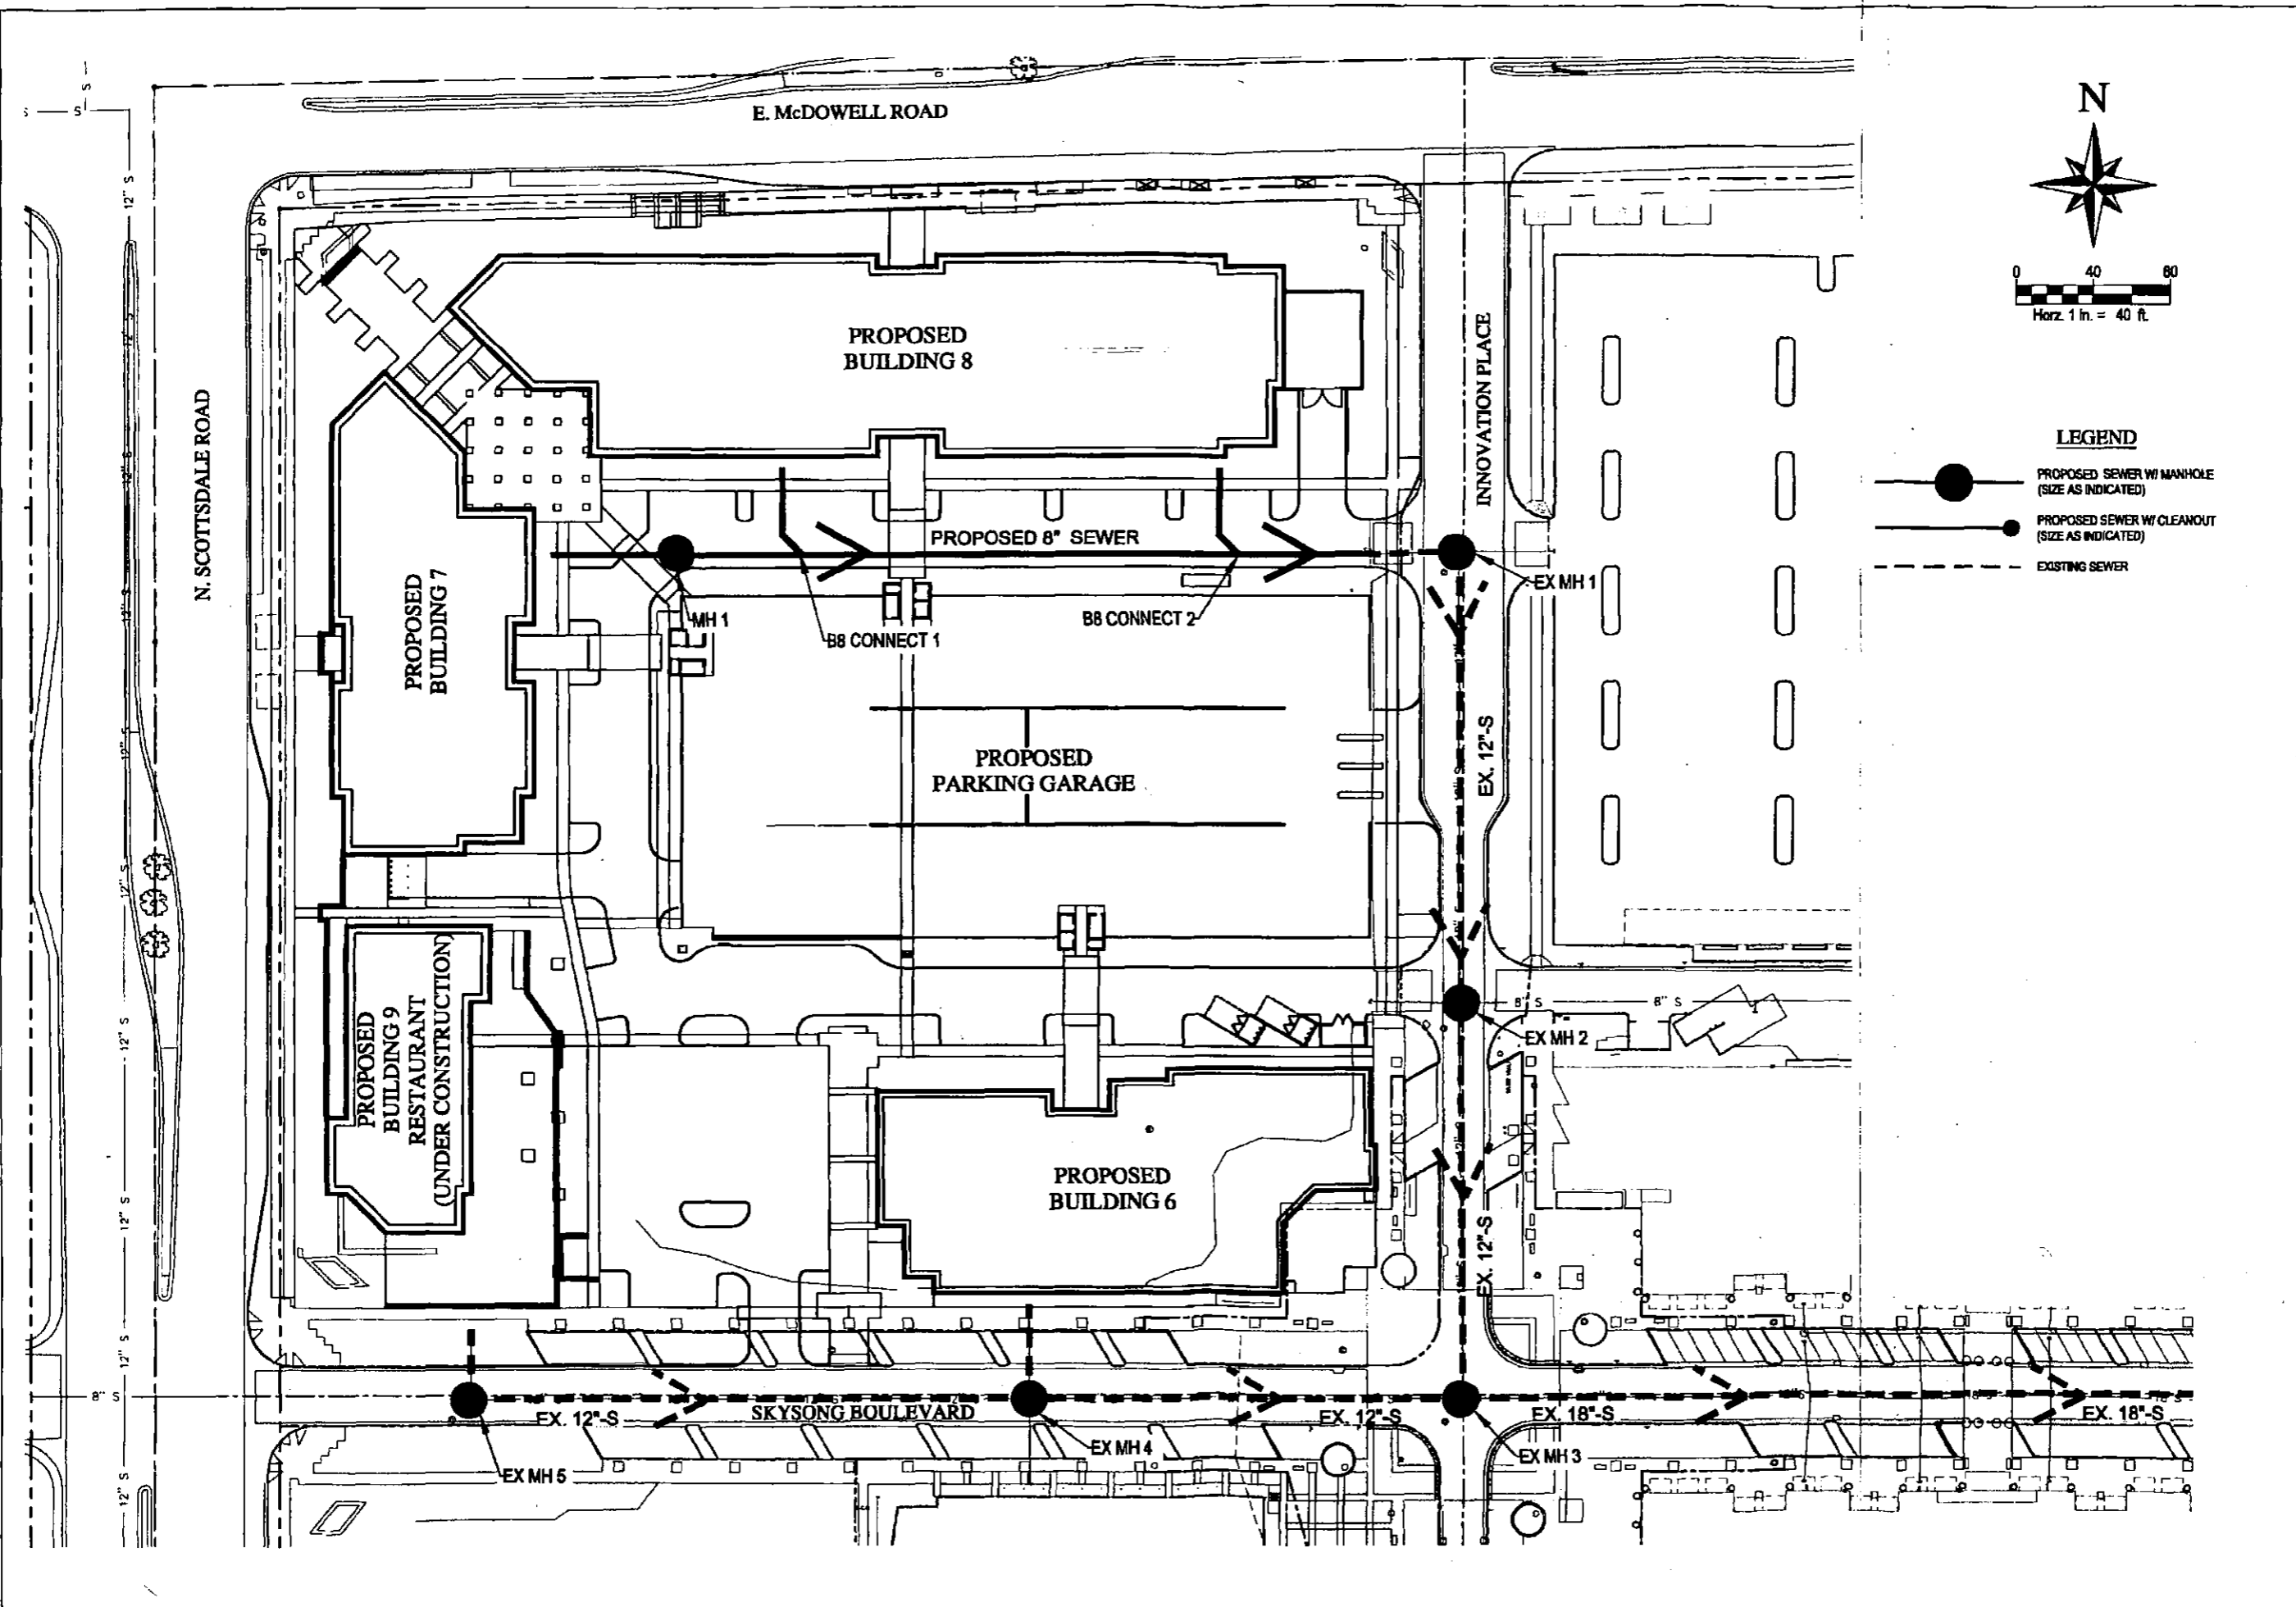 E. McDOWELL ROAD
N
0 40 80
Horz. 1 in. = 40 ft.
N. SCOTTSDALE ROAD
INNOVATION PLACE
PROPOSED
BUILDING 8
LEGEND
PROPOSED SEWER W/ MANHOLE
(SIZE AS INDICATED)
PROPOSED SEWER W/ CLEANOUT
(SIZE AS INDICATED)
EXISTING SEWER
PROPOSED 8" SEWER
MH 1
B8 CONNECT 1
B8 CONNECT 2
EX MH 1
PROPOSED
BUILDING 7
PROPOSED
PARKING GARAGE
EX. 12"-S
PROPOSED
BUILDING 9
RESTAURANT
(UNDER CONSTRUCTION)
8" S
8" S
EX MH 2
PROPOSED
BUILDING 6
EX. 12"-S
8" S
EX. 12"-S
SKYSONG BOULEVARD
EX. 12"-S
EX. 18"-S
EX. 18"-S
EX MH 5
EX MH 4
EX MH 3
S
S
S
12" S
12" S
12" S
12" S
12" S
12" S
12" S
12" S
12" S